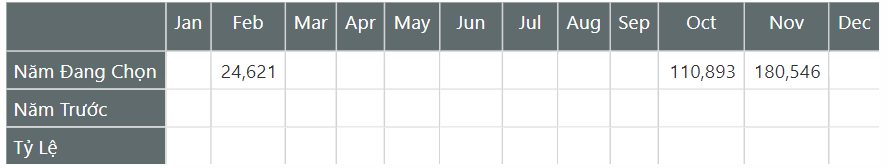 Jan Feb Mar Apr May Jun Jul Aug Sep Oct Nov Dec
Năm Đang Chọn 24,621 110,893 180,546
Năm Trước
Tỷ Lệ